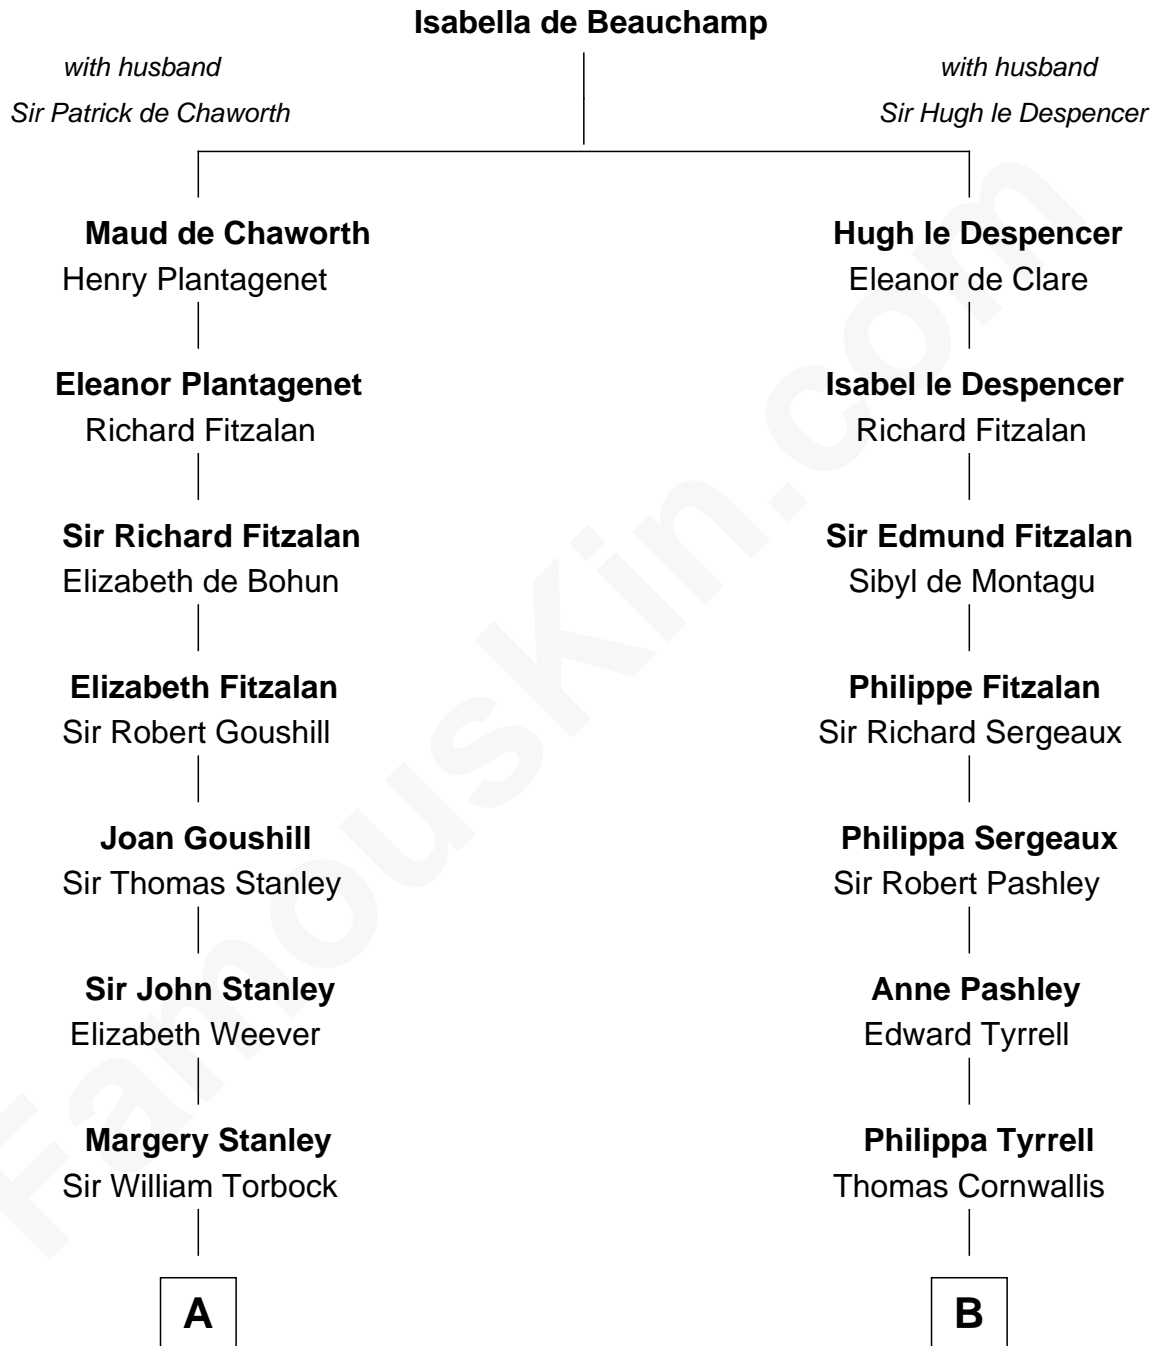 Isabella de Beauchamp
with husband
Sir Patrick de Chaworth
with husband
Sir Hugh le Despencer
Maud de Chaworth
Henry Plantagenet
Hugh le Despencer
Eleanor de Clare
Eleanor Plantagenet
Richard Fitzalan
Isabel le Despencer
Richard Fitzalan
Sir Richard Fitzalan
Elizabeth de Bohun
Sir Edmund Fitzalan
Sibyl de Montagu
Elizabeth Fitzalan
Sir Robert Goushill
Philippe Fitzalan
Sir Richard Sergeaux
Joan Goushill
Sir Thomas Stanley
Philippa Sergeaux
Sir Robert Pashley
Sir John Stanley
Elizabeth Weever
Anne Pashley
Edward Tyrrell
Margery Stanley
Sir William Torbock
Philippa Tyrrell
Thomas Cornwallis
A
B
FamousKin.com